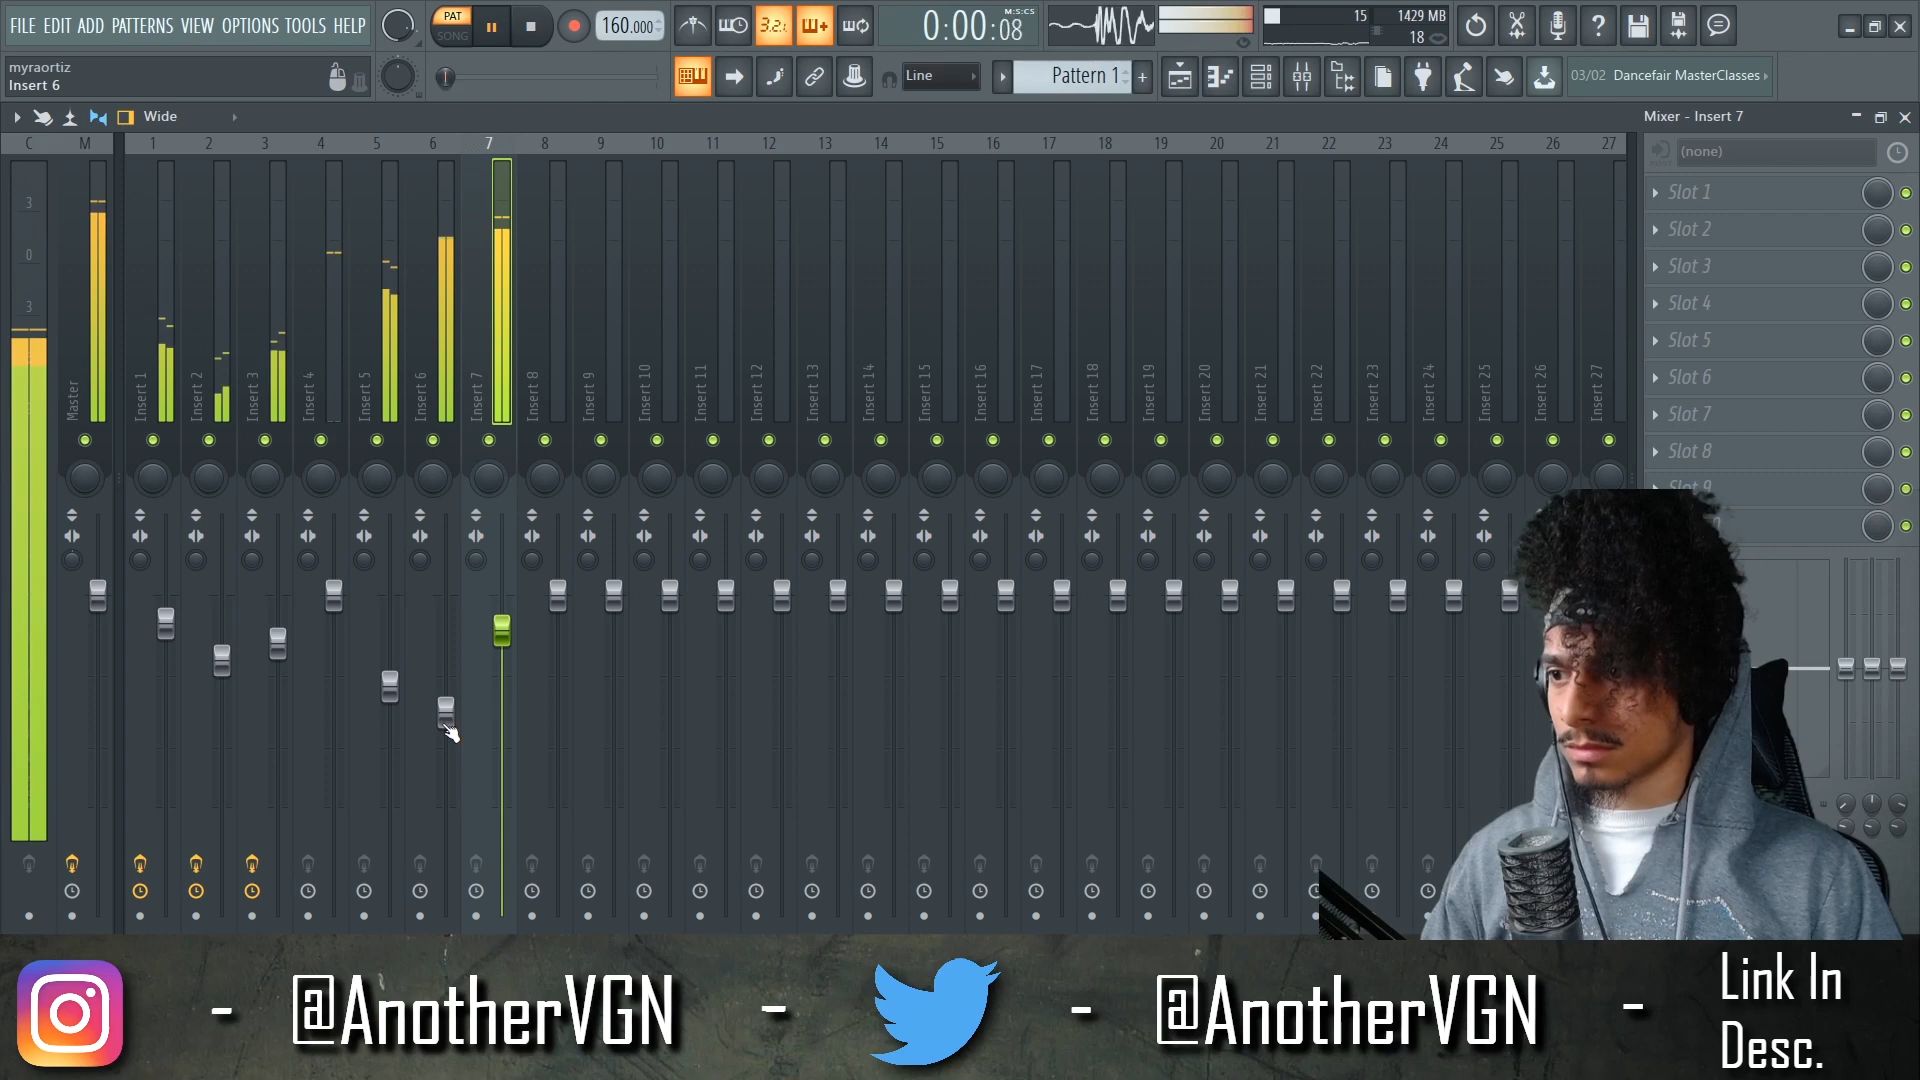 FILE EDIT ADD PATTERNS VIEW OPTIONS TOOLS HELP
PAT
SONG
160.000
3.2.
0:00:08
M:S:CS
15
1429 MB
18
myraortiz
Insert 6
Line
Pattern 1
03/02 Dancefair MasterClasses
Wide
Mixer - Insert 7
C M 1 2 3 4 5 6 7 8 9 10 11 12 13 14 15 16 17 18 19 20 21 22 23 24 25 26 27
(none)
3
0
3
Master
Insert 1
Insert 2
Insert 3
Insert 4
Insert 5
Insert 6
Insert 7
Insert 8
Insert 9
Insert 10
Insert 11
Insert 12
Insert 13
Insert 14
Insert 15
Insert 16
Insert 17
Insert 18
Insert 19
Insert 20
Insert 21
Insert 22
Insert 23
Insert 24
Insert 25
Insert 26
Insert 27
Slot 1
Slot 2
Slot 3
Slot 4
Slot 5
Slot 6
Slot 7
Slot 8
Slot 9
- @AnotherVGN - - @AnotherVGN - Link In
Desc.